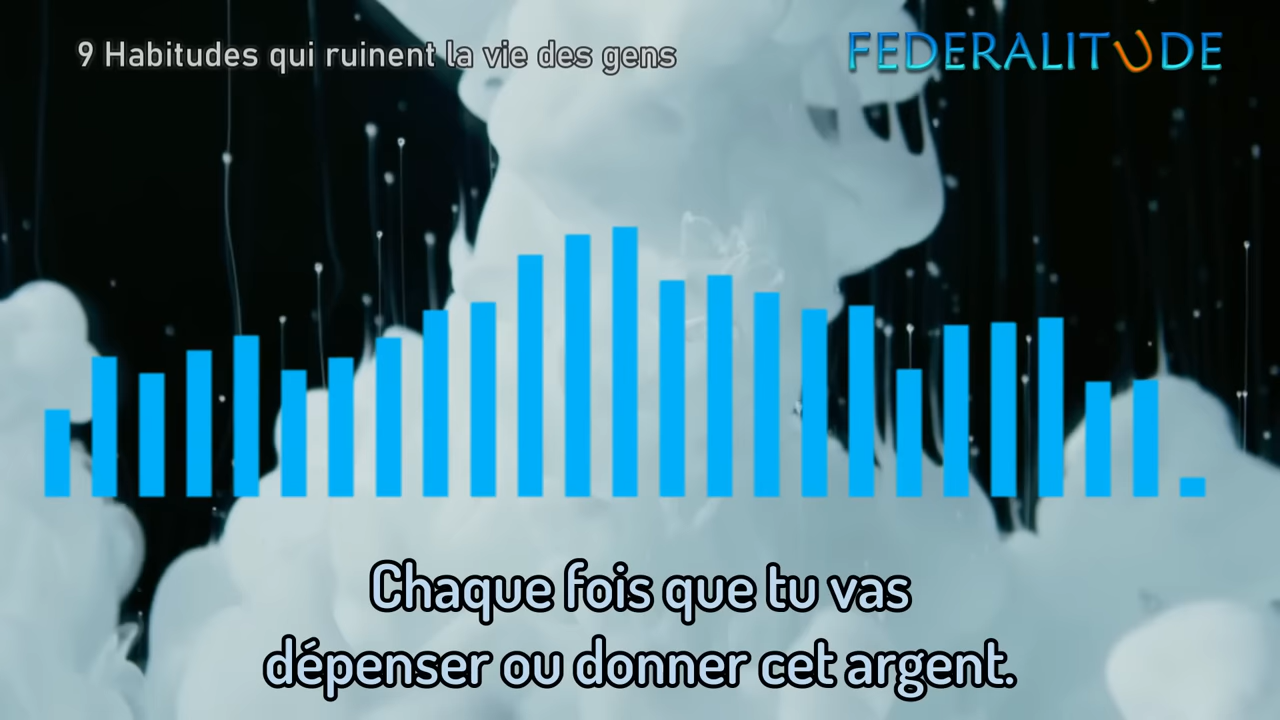 9 Habitudes qui ruinent la vie des gens
FEDERALITUDE
Chaque fois que tu vas
dépenser ou donner cet argent.